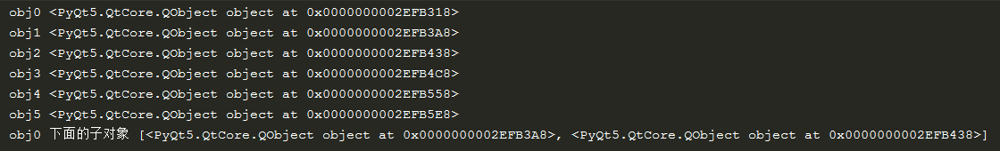 obj0 <PyQt5.QtCore.QObject object at 0x0000000002EFB318>
obj1 <PyQt5.QtCore.QObject object at 0x0000000002EFB3A8>
obj2 <PyQt5.QtCore.QObject object at 0x0000000002EFB438>
obj3 <PyQt5.QtCore.QObject object at 0x0000000002EFB4C8>
obj4 <PyQt5.QtCore.QObject object at 0x0000000002EFB558>
obj5 <PyQt5.QtCore.QObject object at 0x0000000002EFB5E8>
obj0 下面的子对象 [<PyQt5.QtCore.QObject object at 0x0000000002EFB3A8>, <PyQt5.QtCore.QObject object at 0x0000000002EFB438>]